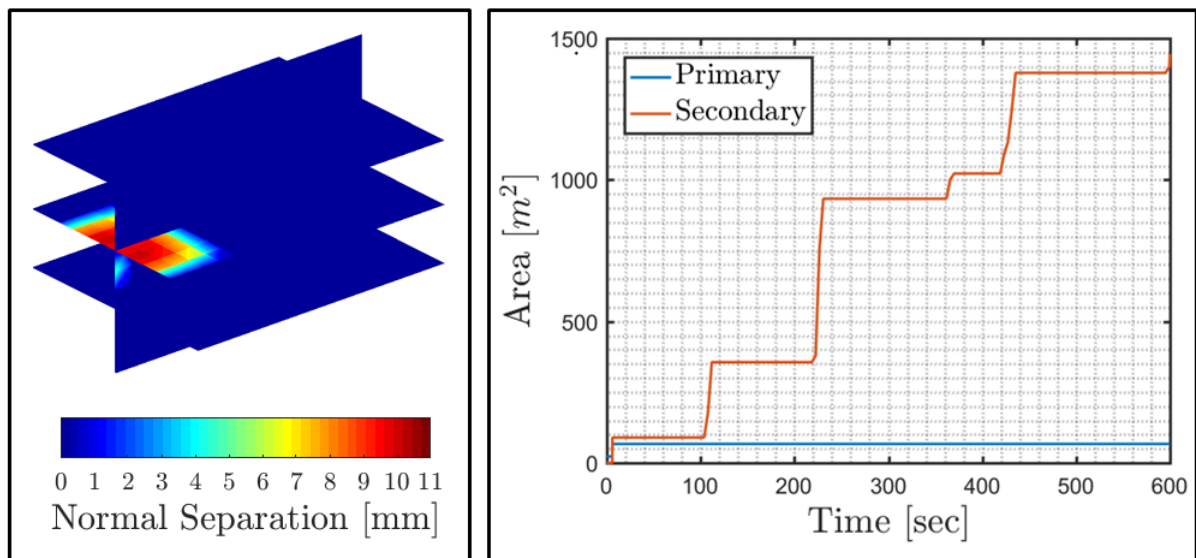 0 1 2 3 4 5 6 7 8 9 10 11
Normal Separation [mm]
1500
1000
500
0
Area [m²]
Primary
Secondary
0 100 200 300 400 500 600
Time [sec]